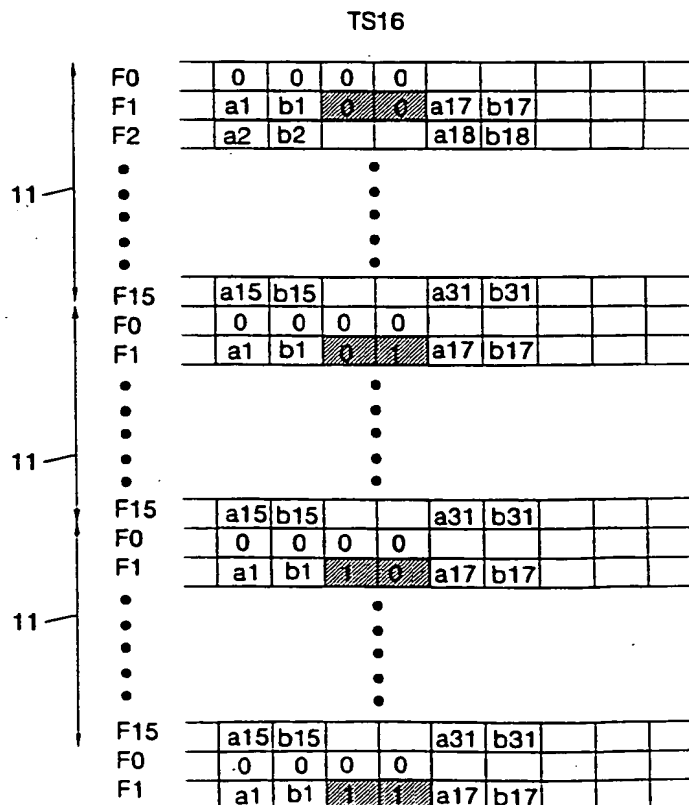 TS16
F0 0 0 0 0
F1 a1 b1 0 0 a17 b17
F2 a2 b2 a18 b18
11
F15 a15 b15 a31 b31
F0 0 0 0 0
F1 a1 b1 0 1 a17 b17
11
F15 a15 b15 a31 b31
F0 0 0 0 0
F1 a1 b1 1 0 a17 b17
11
F15 a15 b15 a31 b31
F0 0 0 0 0
F1 a1 b1 1 1 a17 b17